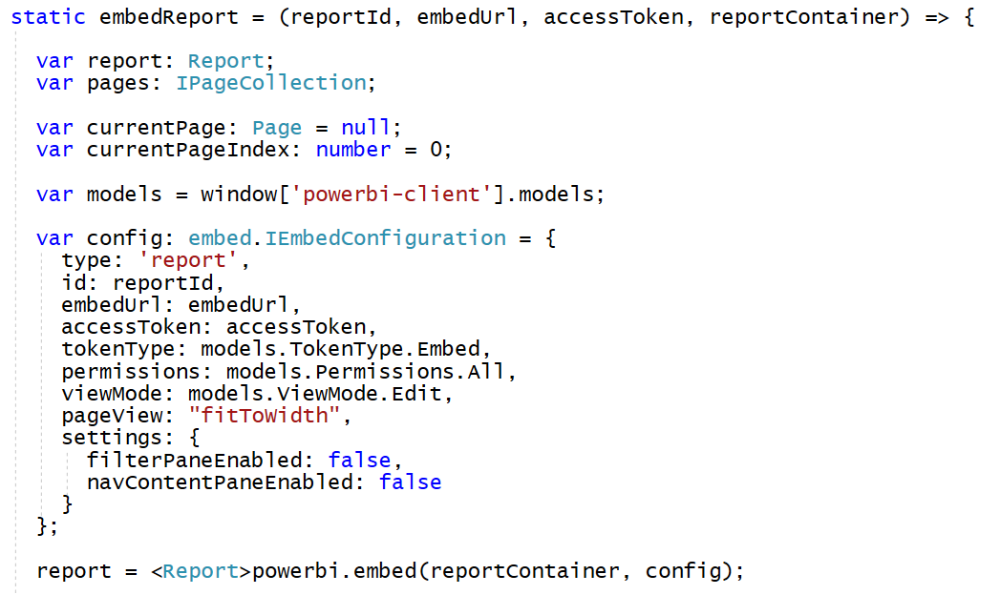 static embedReport = (reportId, embedUrl, accessToken, reportContainer) => {
var report: Report;
var pages: IPageCollection;
var currentPage: Page = null;
var currentPageIndex: number = 0;
var models = window['powerbi-client'].models;
var config: embed.IEmbedConfiguration = {
type: 'report',
id: reportId,
embedUrl: embedUrl,
accessToken: accessToken,
tokenType: models.TokenType.Embed,
permissions: models.Permissions.All,
viewMode: models.ViewMode.Edit,
pageView: "fitToWidth",
settings: {
filterPaneEnabled: false,
navContentPaneEnabled: false
}
};
report = <Report>powerbi.embed(reportContainer, config);